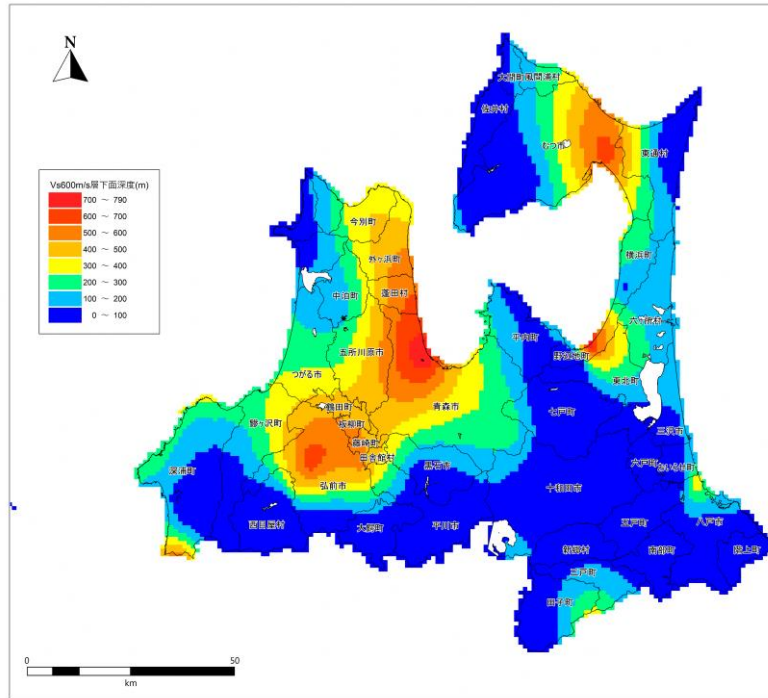 N
Vs600m/s層下面深度(m)
700 ～ 790
600 ～ 700
500 ～ 600
400 ～ 500
300 ～ 400
200 ～ 300
100 ～ 200
0 ～ 100
大間町
風間浦村
佐井村
むつ市
東通村
今別町
外ヶ浜町
横浜町
中泊町
蓬田村
六ヶ所村
平内町
五所川原市
野辺地町
つがる市
東北町
鶴田町
青森市
七戸町
鰺ヶ沢町
板柳町
三沢市
藤崎町
田舎館村
黒石市
六戸町
おいらせ町
深浦町
弘前市
十和田市
西目屋村
大鰐町
平川市
五戸町
八戸市
新郷村
南部町
階上町
三戸町
田子町
0
50
km